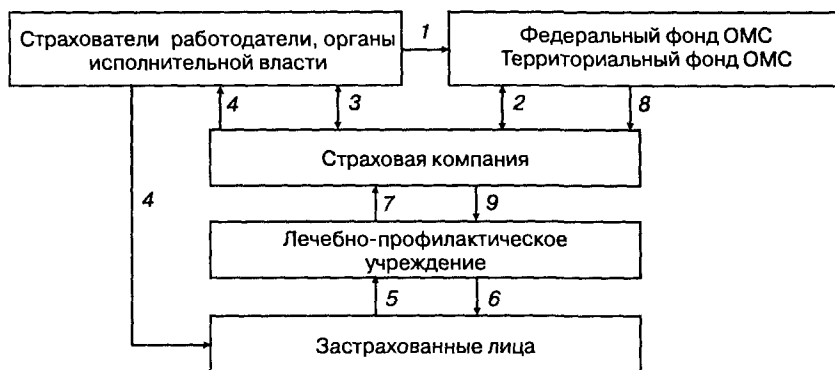 Страхователи работодатели, органы
исполнительной власти
1
Федеральный фонд ОМС
Территориальный фонд ОМС
4
3
2
8
Страховая компания
4
7
9
Лечебно-профилактическое
учреждение
5
6
Застрахованные лица